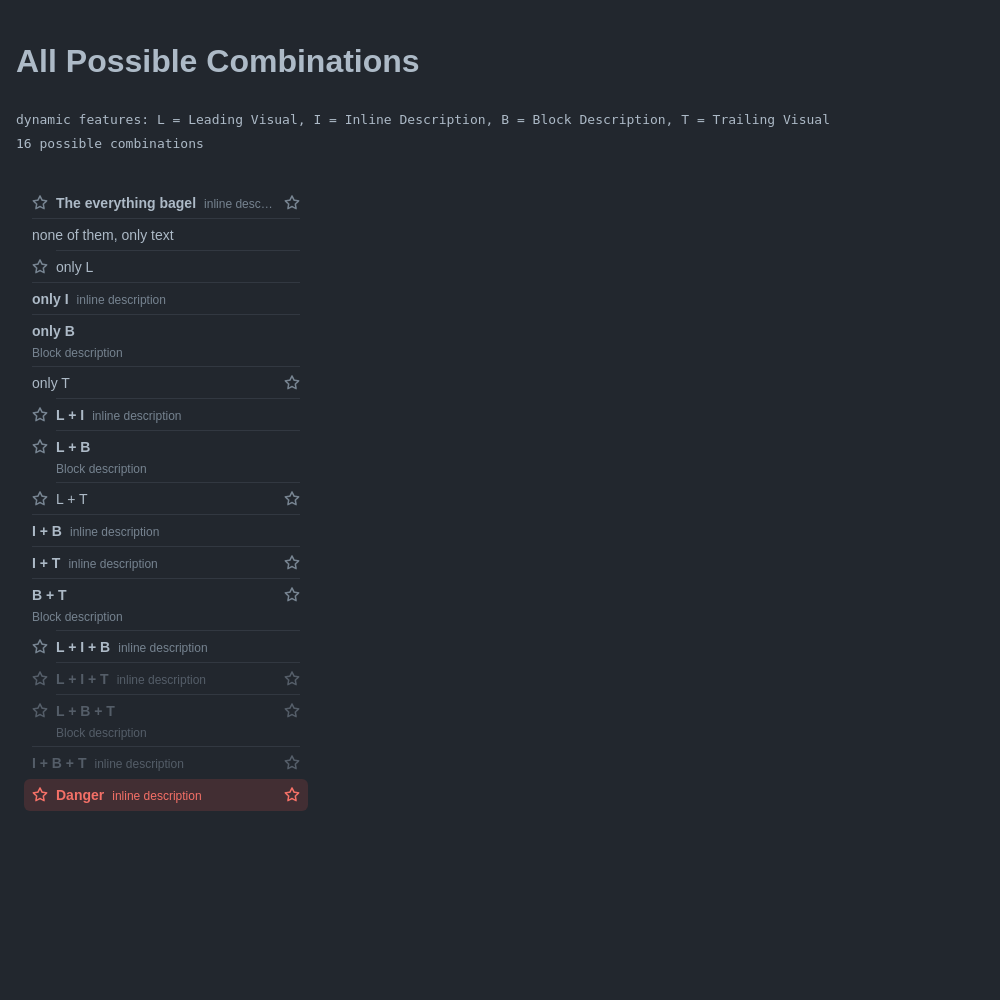 All Possible Combinations
dynamic features: L = Leading Visual, I = Inline Description, B = Block Description, T = Trailing Visual
16 possible combinations
The everything bagel inline desc…
none of them, only text
only L
only I inline description
only B
Block description
only T
L + I inline description
L + B
Block description
L + T
I + B inline description
I + T inline description
B + T
Block description
L + I + B inline description
L + I + T inline description
L + B + T
Block description
I + B + T inline description
Danger inline description